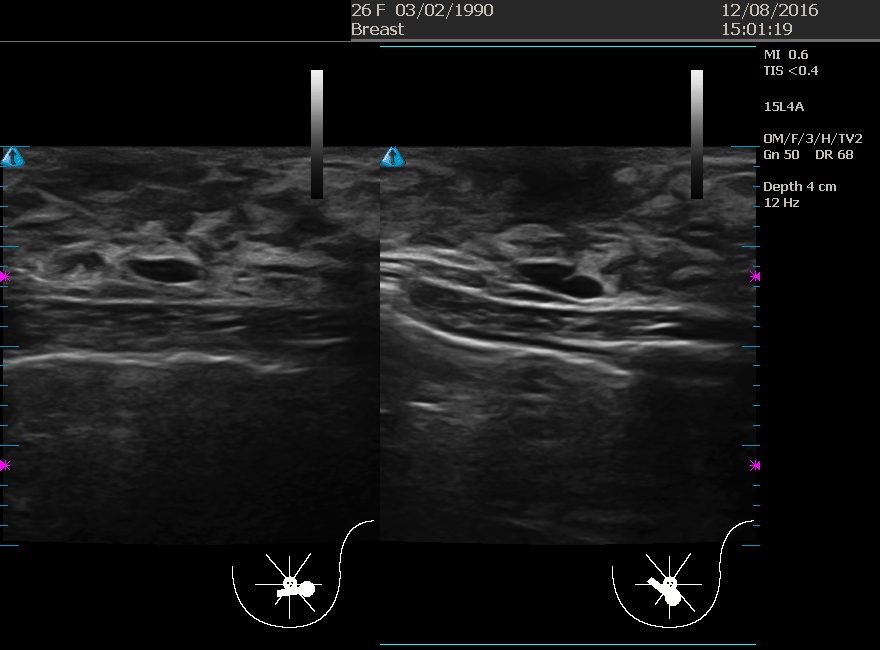 26 F 03/02/1990 12/08/2016
Breast 15:01:19
MI 0.6
TIS <0.4
15L4A
OM/F/3/H/TV2
Gn 50 DR 68
Depth 4 cm
12 Hz